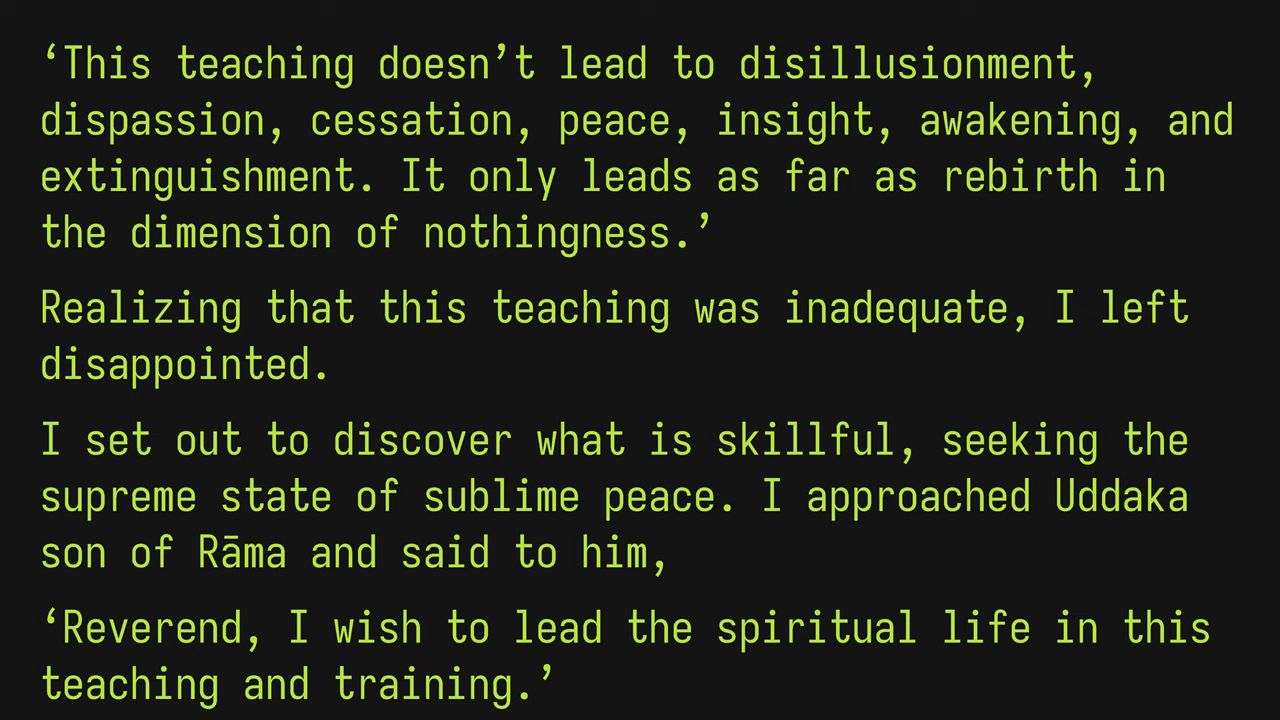 ‘This teaching doesn’t lead to disillusionment,
dispassion, cessation, peace, insight, awakening, and
extinguishment. It only leads as far as rebirth in
the dimension of nothingness.’
Realizing that this teaching was inadequate, I left
disappointed.
I set out to discover what is skillful, seeking the
supreme state of sublime peace. I approached Uddaka
son of Rāma and said to him,
‘Reverend, I wish to lead the spiritual life in this
teaching and training.’